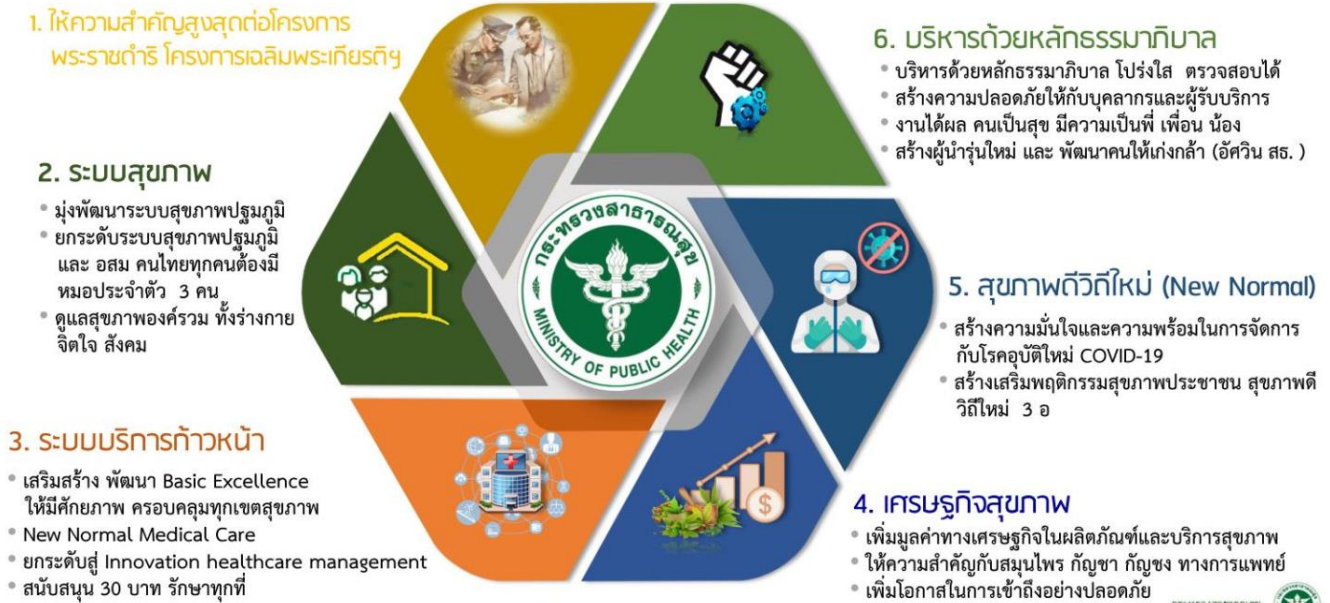 1. ให้ความสำคัญสูงสุดต่อโครงการ
พระราชดำริ โครงการเฉลิมพระเกียรติฯ
2. ระบบสุขภาพ
• มุ่งพัฒนาระบบสุขภาพปฐมภูมิ
• ยกระดับระบบสุขภาพปฐมภูมิ
และ อสม คนไทยทุกคนต้องมี
หมอประจำตัว 3 คน
• ดูแลสุขภาพองค์รวม ทั้งร่างกาย
จิตใจ สังคม
3. ระบบบริการก้าวหน้า
• เสริมสร้าง พัฒนา Basic Excellence
ให้มีศักยภาพ ครอบคลุมทุกเขตสุขภาพ
• New Normal Medical Care
• ยกระดับสู่ Innovation healthcare management
• สนับสนุน 30 บาท รักษาทุกที่
กระทรวงสาธารณสุข
MINISTRY OF PUBLIC HEALTH
$
6. บริหารด้วยหลักธรรมาภิบาล
• บริหารด้วยหลักธรรมาภิบาล โปร่งใส ตรวจสอบได้
• สร้างความปลอดภัยให้กับบุคลากรและผู้รับบริการ
• งานได้ผล คนเป็นสุข มีความเป็นพี่ เพื่อน น้อง
• สร้างผู้นำรุ่นใหม่ และ พัฒนาคนให้เก่งกล้า (อัศวิน สธ. )
5. สุขภาพดีวิถีใหม่ (New Normal)
• สร้างความมั่นใจและความพร้อมในการจัดการ
กับโรคอุบัติใหม่ COVID-19
• สร้างเสริมพฤติกรรมสุขภาพประชาชน สุขภาพดี
วิถีใหม่ 3 อ
4. เศรษฐกิจสุขภาพ
• เพิ่มมูลค่าทางเศรษฐกิจในผลิตภัณฑ์และบริการสุขภาพ
• ให้ความสำคัญกับสมุนไพร กัญชา กัญชง ทางการแพทย์
• เพิ่มโอกาสในการเข้าถึงอย่างปลอดภัย